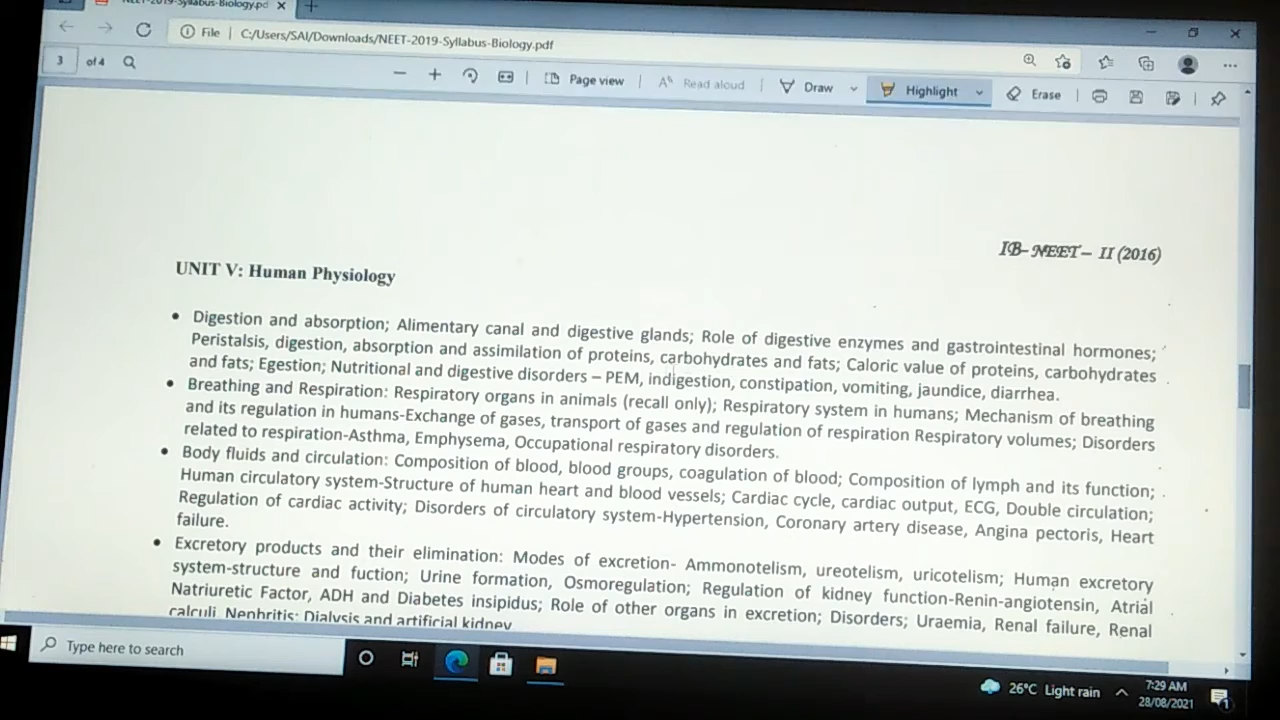 NEET-2019-Syllabus-Biology.pd
File | C:/Users/SAI/Downloads/NEET-2019-Syllabus-Biology.pdf
3 of 4 Page view Read aloud Draw Highlight Erase
IB-NEET- II (2016)
UNIT V: Human Physiology
• Digestion and absorption; Alimentary canal and digestive glands; Role of digestive enzymes and gastrointestinal hormones;
Peristalsis, digestion, absorption and assimilation of proteins, carbohydrates and fats; Caloric value of proteins, carbohydrates
and fats; Egestion; Nutritional and digestive disorders – PEM, indigestion, constipation, vomiting, jaundice, diarrhea.
• Breathing and Respiration: Respiratory organs in animals (recall only); Respiratory system in humans; Mechanism of breathing
and its regulation in humans-Exchange of gases, transport of gases and regulation of respiration Respiratory volumes; Disorders
related to respiration-Asthma, Emphysema, Occupational respiratory disorders.
• Body fluids and circulation: Composition of blood, blood groups, coagulation of blood; Composition of lymph and its function;
Human circulatory system-Structure of human heart and blood vessels; Cardiac cycle, cardiac output, ECG, Double circulation;
Regulation of cardiac activity; Disorders of circulatory system-Hypertension, Coronary artery disease, Angina pectoris, Heart
failure.
• Excretory products and their elimination: Modes of excretion- Ammonotelism, ureotelism, uricotelism; Human excretory
system-structure and fuction; Urine formation, Osmoregulation; Regulation of kidney function-Renin-angiotensin, Atrial
Natriuretic Factor, ADH and Diabetes insipidus; Role of other organs in excretion; Disorders; Uraemia, Renal failure, Renal
calculi, Nephritis; Dialysis and artificial kidney
Type here to search
26°C Light rain
7:29 AM
28/08/2021
1